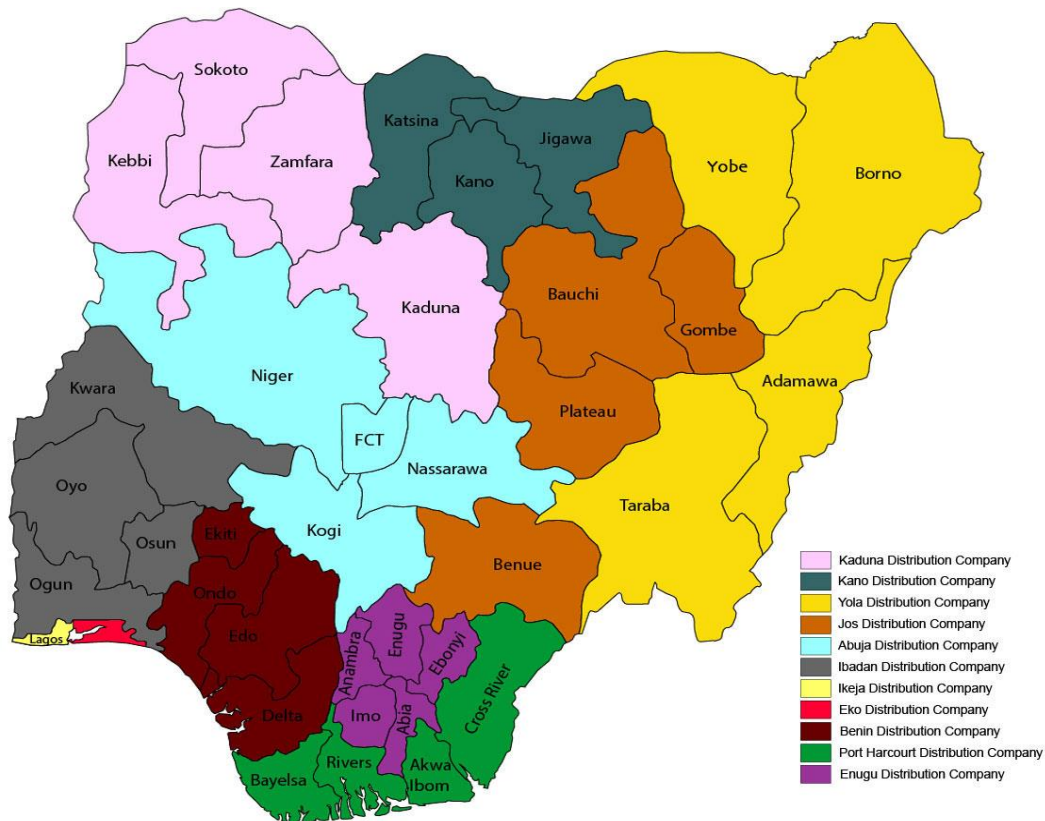 Sokoto
Kebbi
Zamfara
Katsina
Jigawa
Kano
Yobe
Borno
Kaduna
Bauchi
Gombe
Niger
Adamawa
Kwara
Plateau
FCT
Nassarawa
Oyo
Taraba
Kogi
Ekiti
Osun
Benue
Ogun
Ondo
Edo
Lagos
Anambra
Enugu
Ebonyi
Cross River
Delta
Imo
Abia
Bayelsa
Rivers
Akwa
Ibom
Kaduna Distribution Company
Kano Distribution Company
Yola Distribution Company
Jos Distribution Company
Abuja Distribution Company
Ibadan Distribution Company
Ikeja Distribution Company
Eko Distribution Company
Benin Distribution Company
Port Harcourt Distribution Company
Enugu Distribution Company